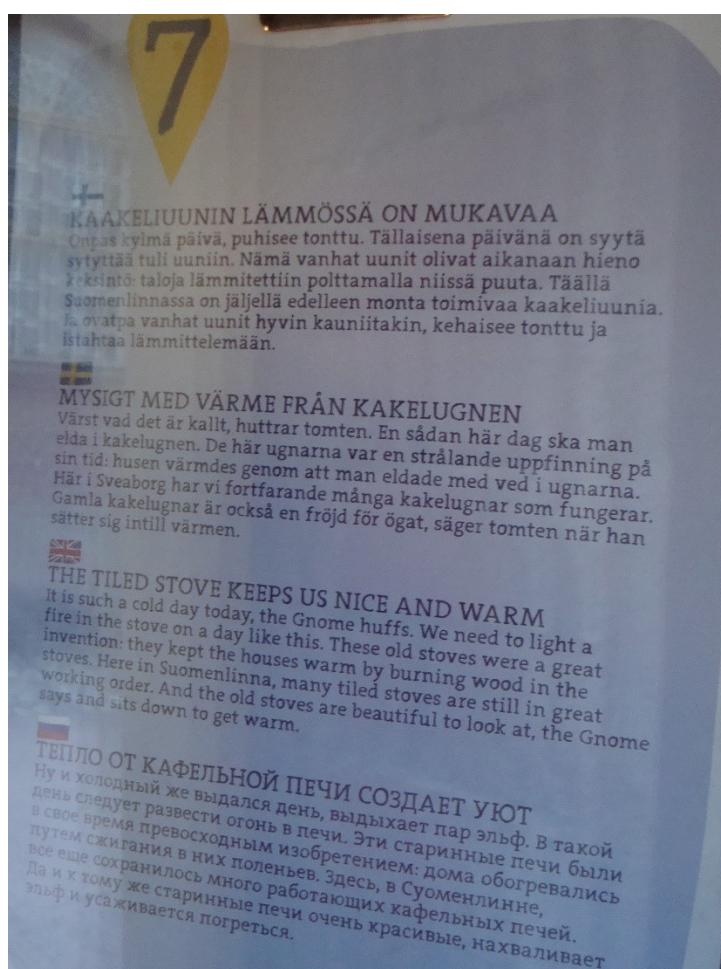 7
KAAKELIUUNIN LÄMMÖSSÄ ON MUKAVAA
Onpas kylmä päivä, puhisee tonttu. Tällaisena päivänä on syytä
sytyttää tuli uuniin. Nämä vanhat uunit olivat aikanaan hieno
keksintö: taloja lämmitettiin polttamalla niissä puuta. Täällä
Suomenlinnassa on jäljellä edelleen monta toimivaa kaakeliuunia.
Ja ovatpa vanhat uunit hyvin kauniitakin, kehaisee tonttu ja
istahtaa lämmittelemään.
MYSIGT MED VÄRME FRÅN KAKELUGNEN
Värst vad det är kallt, huttrar tomten. En sådan här dag ska man
elda i kakelugnen. De här ugnarna var en strålande uppfinning på
sin tid: husen värmdes genom att man eldade med ved i ugnarna.
Här i Sveaborg har vi fortfarande många kakelugnar som fungerar.
Gamla kakelugnar är också en fröjd för ögat, säger tomten när han
sätter sig intill värmen.
THE TILED STOVE KEEPS US NICE AND WARM
It is such a cold day today, the Gnome huffs. We need to light a
fire in the stove on a day like this. These old stoves were a great
invention: they kept the houses warm by burning wood in the
stoves. Here in Suomenlinna, many tiled stoves are still in great
working order. And the old stoves are beautiful to look at, the Gnome
says and sits down to get warm.
ТЕПЛО ОТ КАФЕЛЬНОЙ ПЕЧИ СОЗДАЕТ УЮТ
Ну и холодный же выдался день, выдыхает пар эльф. В такой
день следует развести огонь в печи. Эти старинные печи были
в свое время превосходным изобретением: дома обогревались
путем сжигания в них поленьев. Здесь, в Суоменлинне,
все еще сохранилось много работающих кафельных печей.
Да и к тому же старинные печи очень красивые, нахваливает
эльф и усаживается погреться.